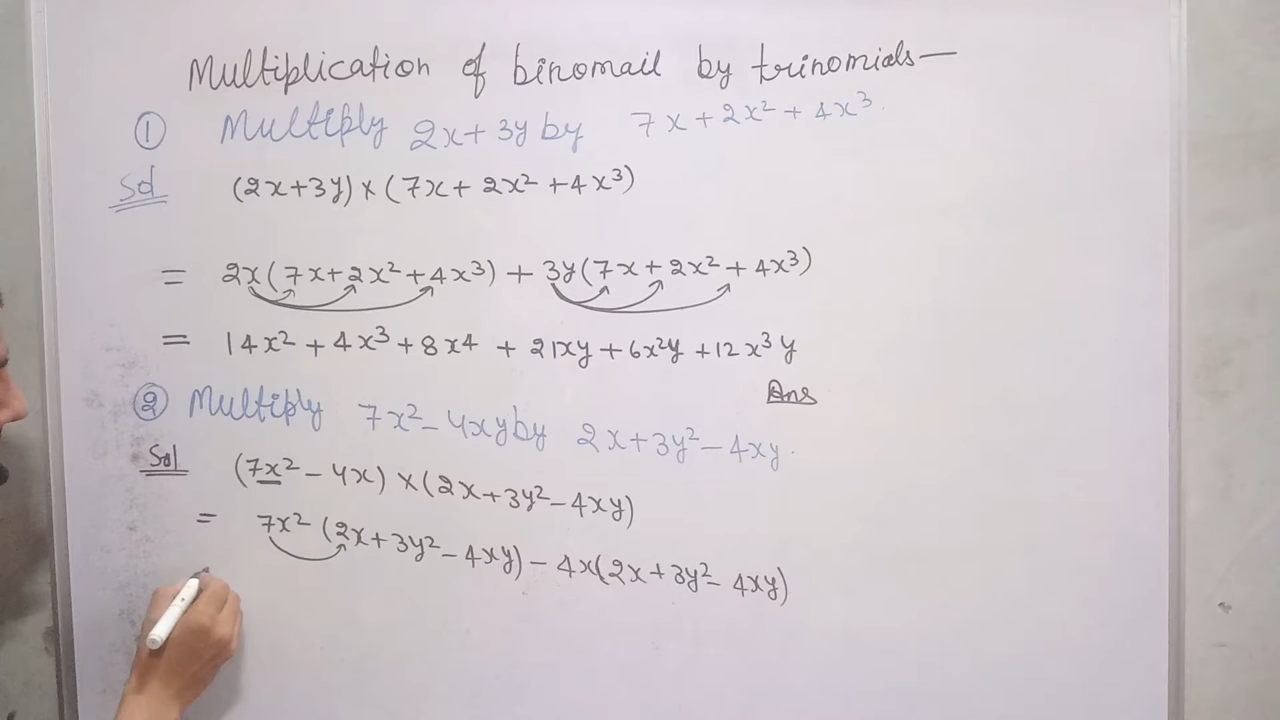 Multiplication of binomail by trinomials—
① Multiply 2x+3y by 7x+2x²+4x³.
Sol (2x+3y)×(7x+2x²+4x³)
= 2x(7x+2x²+4x³)+3y(7x+2x²+4x³)
= 14x²+4x³+8x⁴+21xy+6x²y+12x³y
Ans
② Multiply 7x²-4xy by 2x+3y²-4xy.
Sol (7x²-4x)×(2x+3y²-4xy)
= 7x²(2x+3y²-4xy)-4x(2x+3y²-4xy)